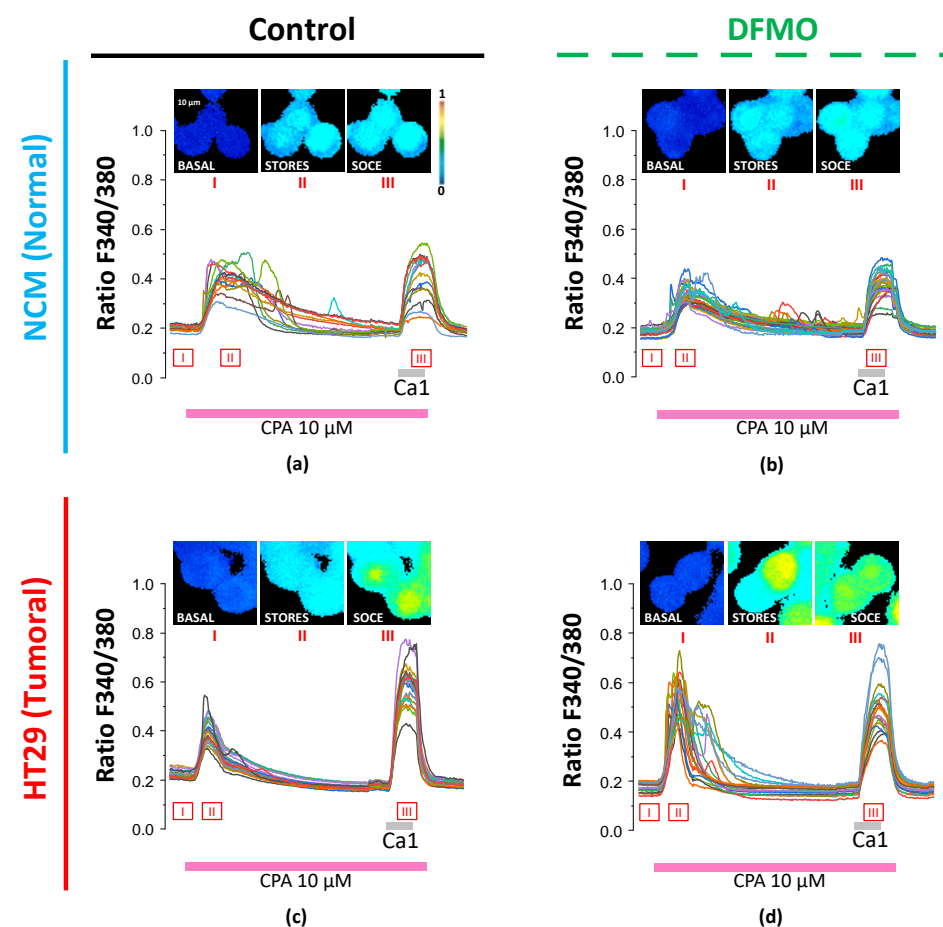 Control
DFMO
NCM (Normal)
HT29 (Tumoral)
Ratio F340/380
1.0
0.8
0.6
0.4
0.2
0.0
10 µm
BASAL
STORES
SOCE
1
0
I
II
III
I
II
III
Ca1
CPA 10 µM
(a)
Ratio F340/380
1.0
0.8
0.6
0.4
0.2
0.0
BASAL
STORES
SOCE
I
II
III
I
II
III
Ca1
CPA 10 µM
(b)
Ratio F340/380
1.0
0.8
0.6
0.4
0.2
0.0
BASAL
STORES
SOCE
I
II
III
I
II
III
Ca1
CPA 10 µM
(c)
Ratio F340/380
1.0
0.8
0.6
0.4
0.2
0.0
BASAL
STORES
SOCE
I
II
III
I
II
III
Ca1
CPA 10 µM
(d)